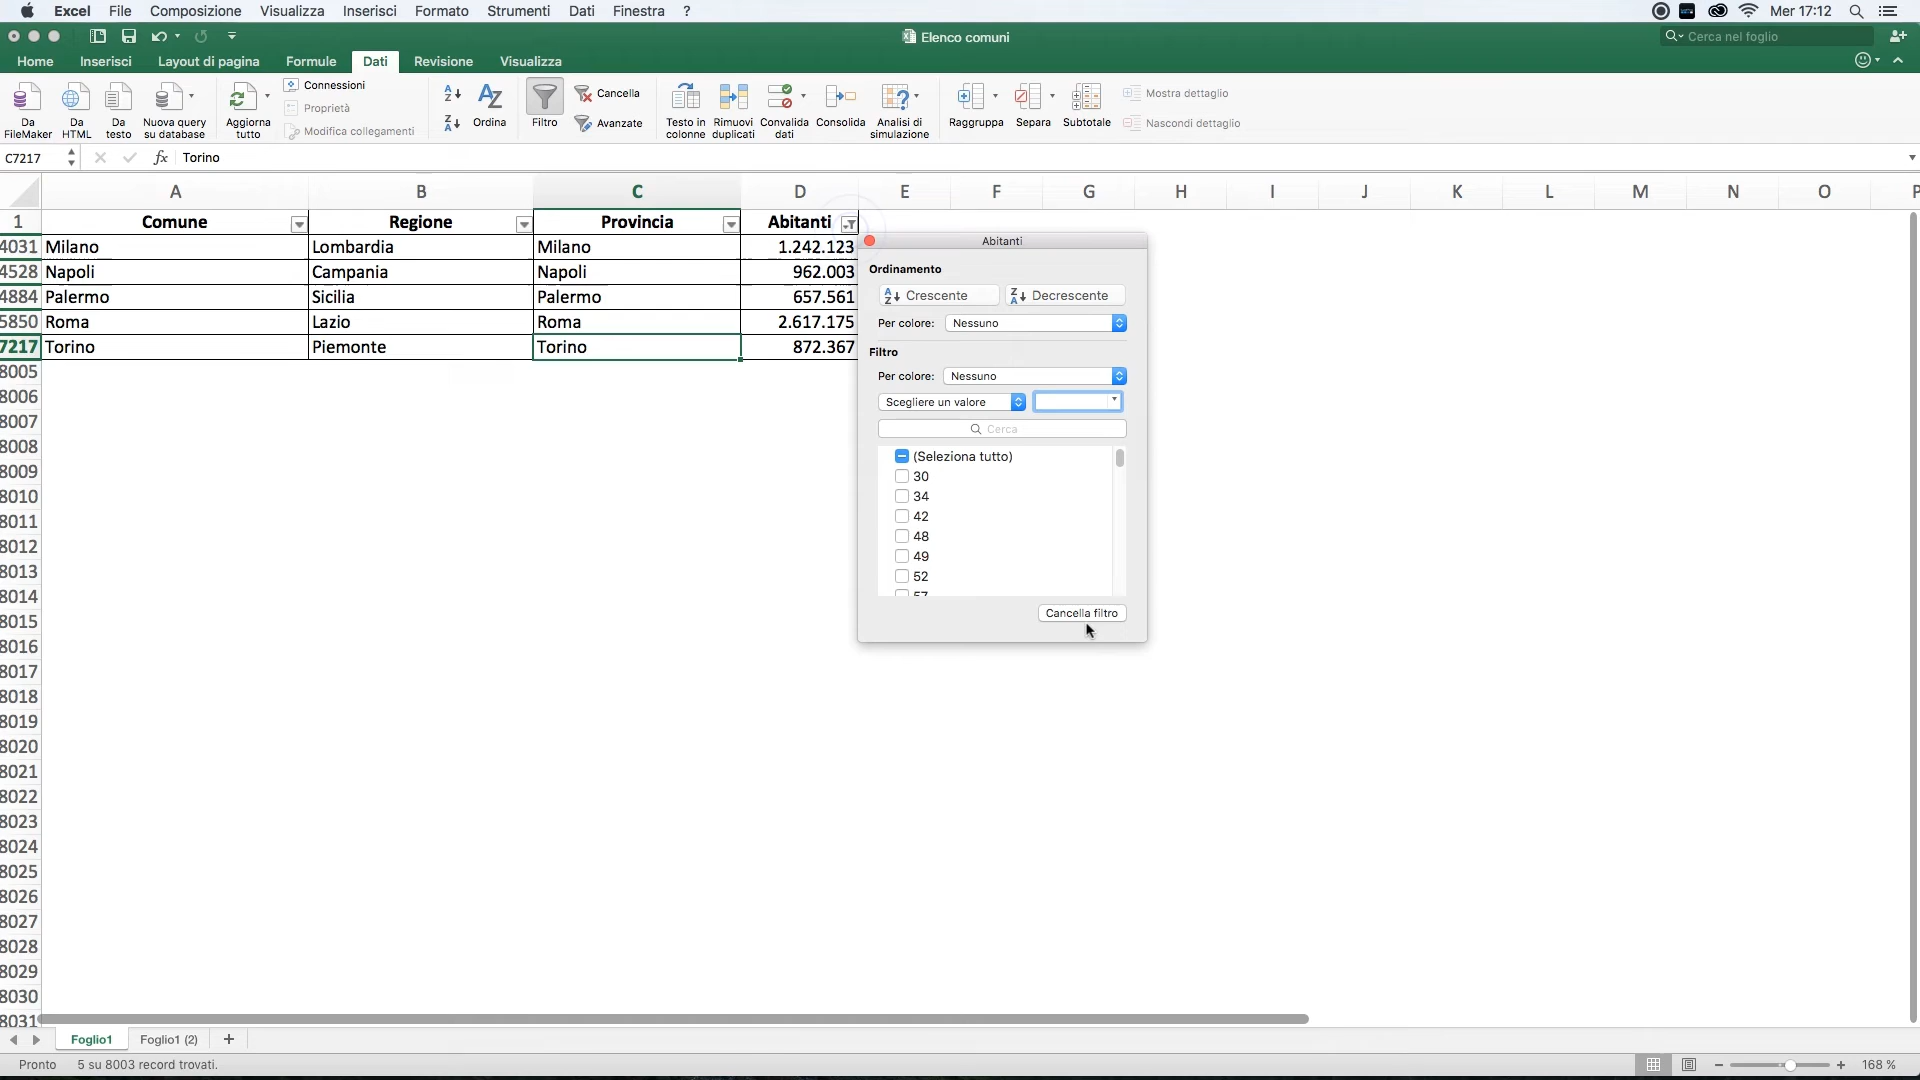 Excel File Composizione Visualizza Inserisci Formato Strumenti Dati Finestra ? Mer 17:12
Elenco comuni Cerca nel foglio
Home Inserisci Layout di pagina Formule Dati Revisione Visualizza
Da FileMaker
Da HTML
Da testo
Nuova query su database
Aggiorna tutto
Connessioni
Proprietà
Modifica collegamenti
Ordina
Filtro
Cancella
Avanzate
Testo in colonne
Rimuovi duplicati
Convalida dati
Consolida
Analisi di simulazione
Raggruppa
Separa
Subtotale
Mostra dettaglio
Nascondi dettaglio
C7217 fx Torino
A B C D E F G H I J K L M N O P
1 Comune Regione Provincia Abitanti
4031 Milano Lombardia Milano 1.242.123
4528 Napoli Campania Napoli 962.003
4884 Palermo Sicilia Palermo 657.561
5850 Roma Lazio Roma 2.617.175
7217 Torino Piemonte Torino 872.367
8005
8006
8007
8008
8009
8010
8011
8012
8013
8014
8015
8016
8017
8018
8019
8020
8021
8022
8023
8024
8025
8026
8027
8028
8029
8030
8031
Abitanti
Ordinamento
Crescente Decrescente
Per colore: Nessuno
Filtro
Per colore: Nessuno
Scegliere un valore
Cerca
(Seleziona tutto)
30
34
42
48
49
52
57
Cancella filtro
Foglio1 Foglio1 (2) +
Pronto 5 su 8003 record trovati. 168 %